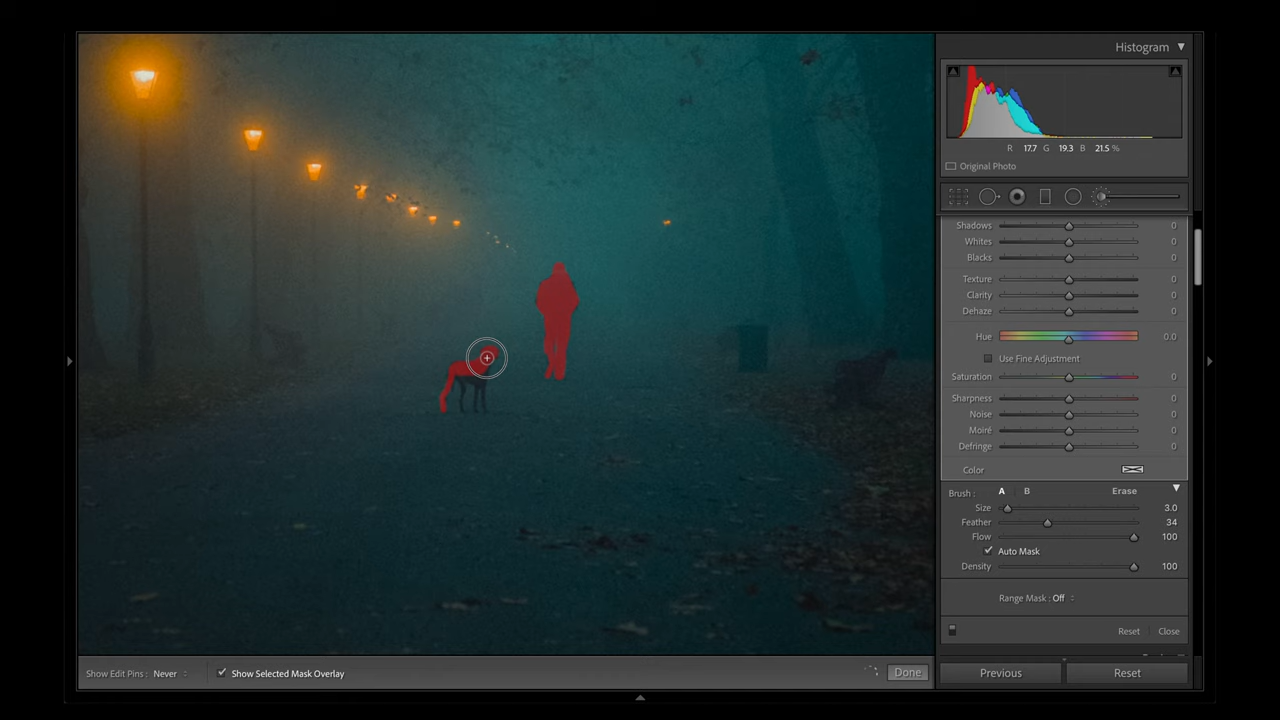 Histogram
R 17.7 G 19.3 B 21.5 %
Original Photo
Shadows 0
Whites 0
Blacks 0
Texture 0
Clarity 0
Dehaze 0
Hue 0.0
Use Fine Adjustment
Saturation 0
Sharpness 0
Noise 0
Moiré 0
Defringe 0
Color
Brush : A B Erase
Size 3.0
Feather 34
Flow 100
Auto Mask
Density 100
Range Mask : Off
Reset Close
Show Edit Pins : Never Show Selected Mask Overlay Done
Previous Reset